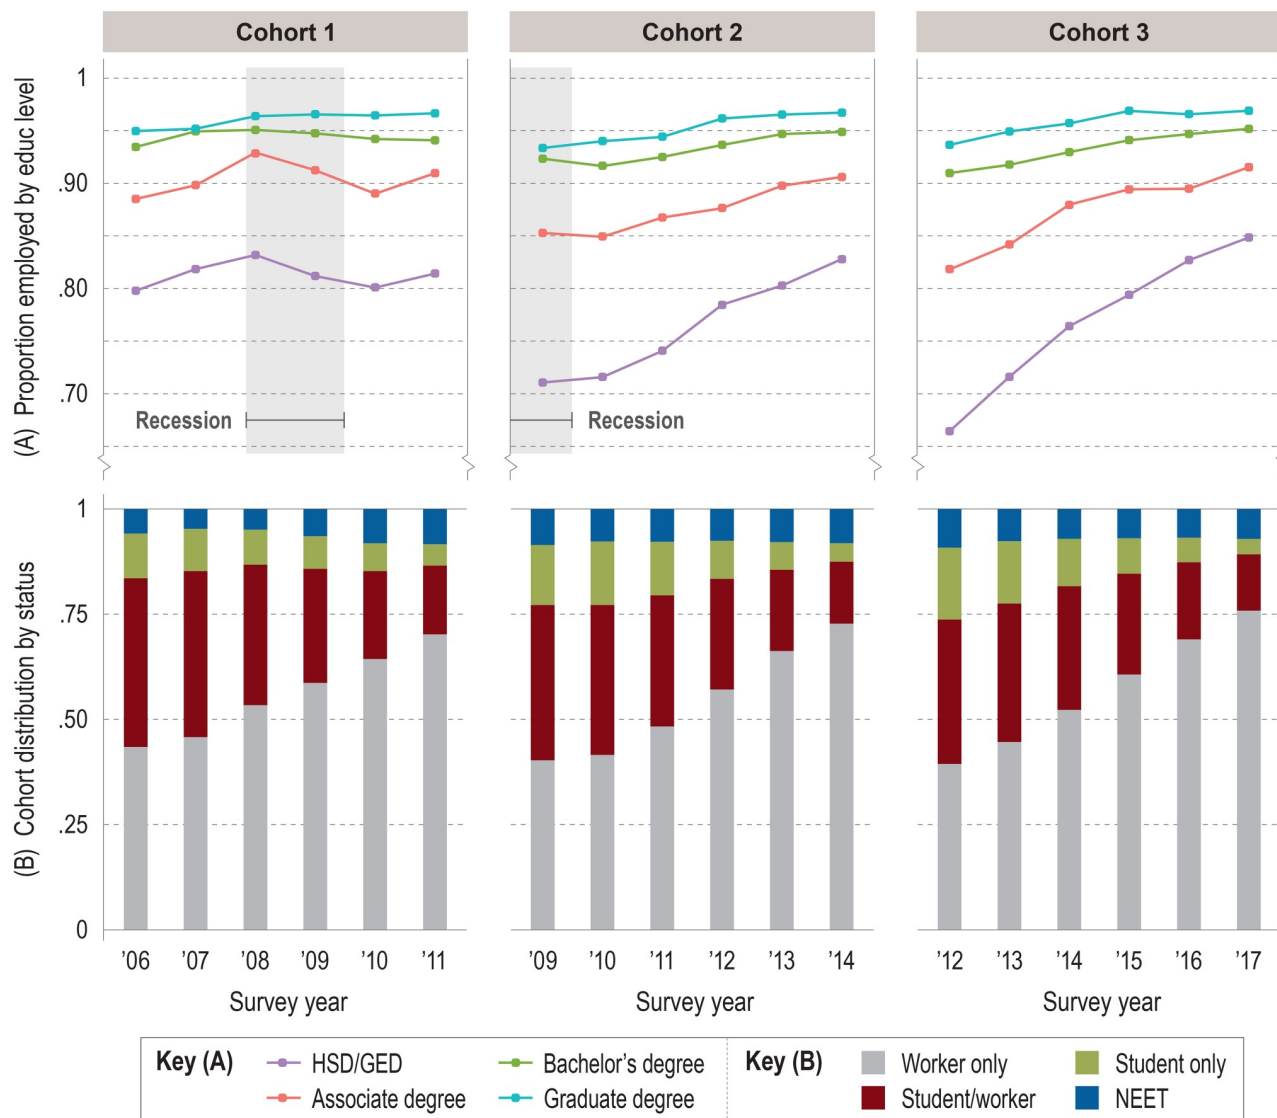 Cohort 1
Cohort 2
Cohort 3
(A) Proportion employed by educ level
1
.90
.80
.70
Recession
Recession
(B) Cohort distribution by status
1
.75
.50
.25
0
’06 ’07 ’08 ’09 ’10 ’11
’09 ’10 ’11 ’12 ’13 ’14
’12 ’13 ’14 ’15 ’16 ’17
Survey year
Survey year
Survey year
Key (A)
HSD/GED
Bachelor’s degree
Associate degree
Graduate degree
Key (B)
Worker only
Student only
Student/worker
NEET